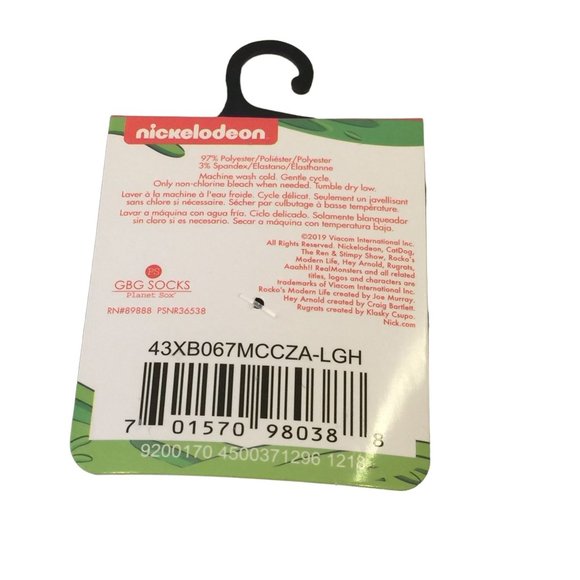 nickelodeon
97% Polyester/Poliéster/Polyester
3% Spandex/Elastano/Élasthanne
Machine wash cold. Gentle cycle.
Only non-chlorine bleach when needed. Tumble dry low.
Laver à la machine à l'eau froide. Cycle délicat. Seulement un javellisant
sans chlore si nécessaire. Sécher par culbutage à basse température.
Lavar a máquina con agua fría. Ciclo delicado. Solamente blanqueador
sin cloro si es necesario. Secar a máquina con temperatura baja.
©2019 Viacom International Inc.
All Rights Reserved. Nickelodeon, CatDog,
The Ren & Stimpy Show, Rocko's
Modern Life, Hey Arnold, Rugrats,
Aaahh!! RealMonsters and all related
titles, logos and characters are
trademarks of Viacom International Inc.
Rocko's Modern Life created by Joe Murray.
Hey Arnold created by Craig Bartlett.
Rugrats created by Klasky Csupo.
Nick.com
PS
GBG SOCKS
Planet Sox
RN#89888 PSNR36538
43XB067MCCZA-LGH
7 01570 98038 8
9200170 4500371296 1218